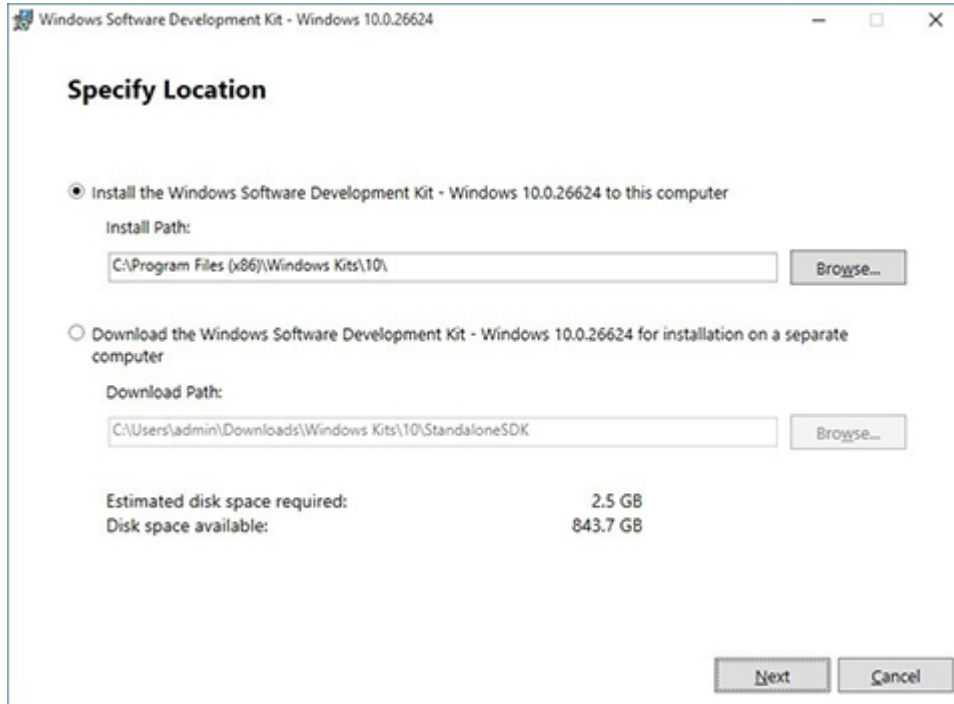 Windows Software Development Kit - Windows 10.0.26624
Specify Location
Install the Windows Software Development Kit - Windows 10.0.26624 to this computer
Install Path:
C:\Program Files (x86)\Windows Kits\10\
Browse...
Download the Windows Software Development Kit - Windows 10.0.26624 for installation on a separate
computer
Download Path:
C:\Users\admin\Downloads\Windows Kits\10\StandaloneSDK
Browse...
Estimated disk space required: 2.5 GB
Disk space available: 843.7 GB
Next Cancel